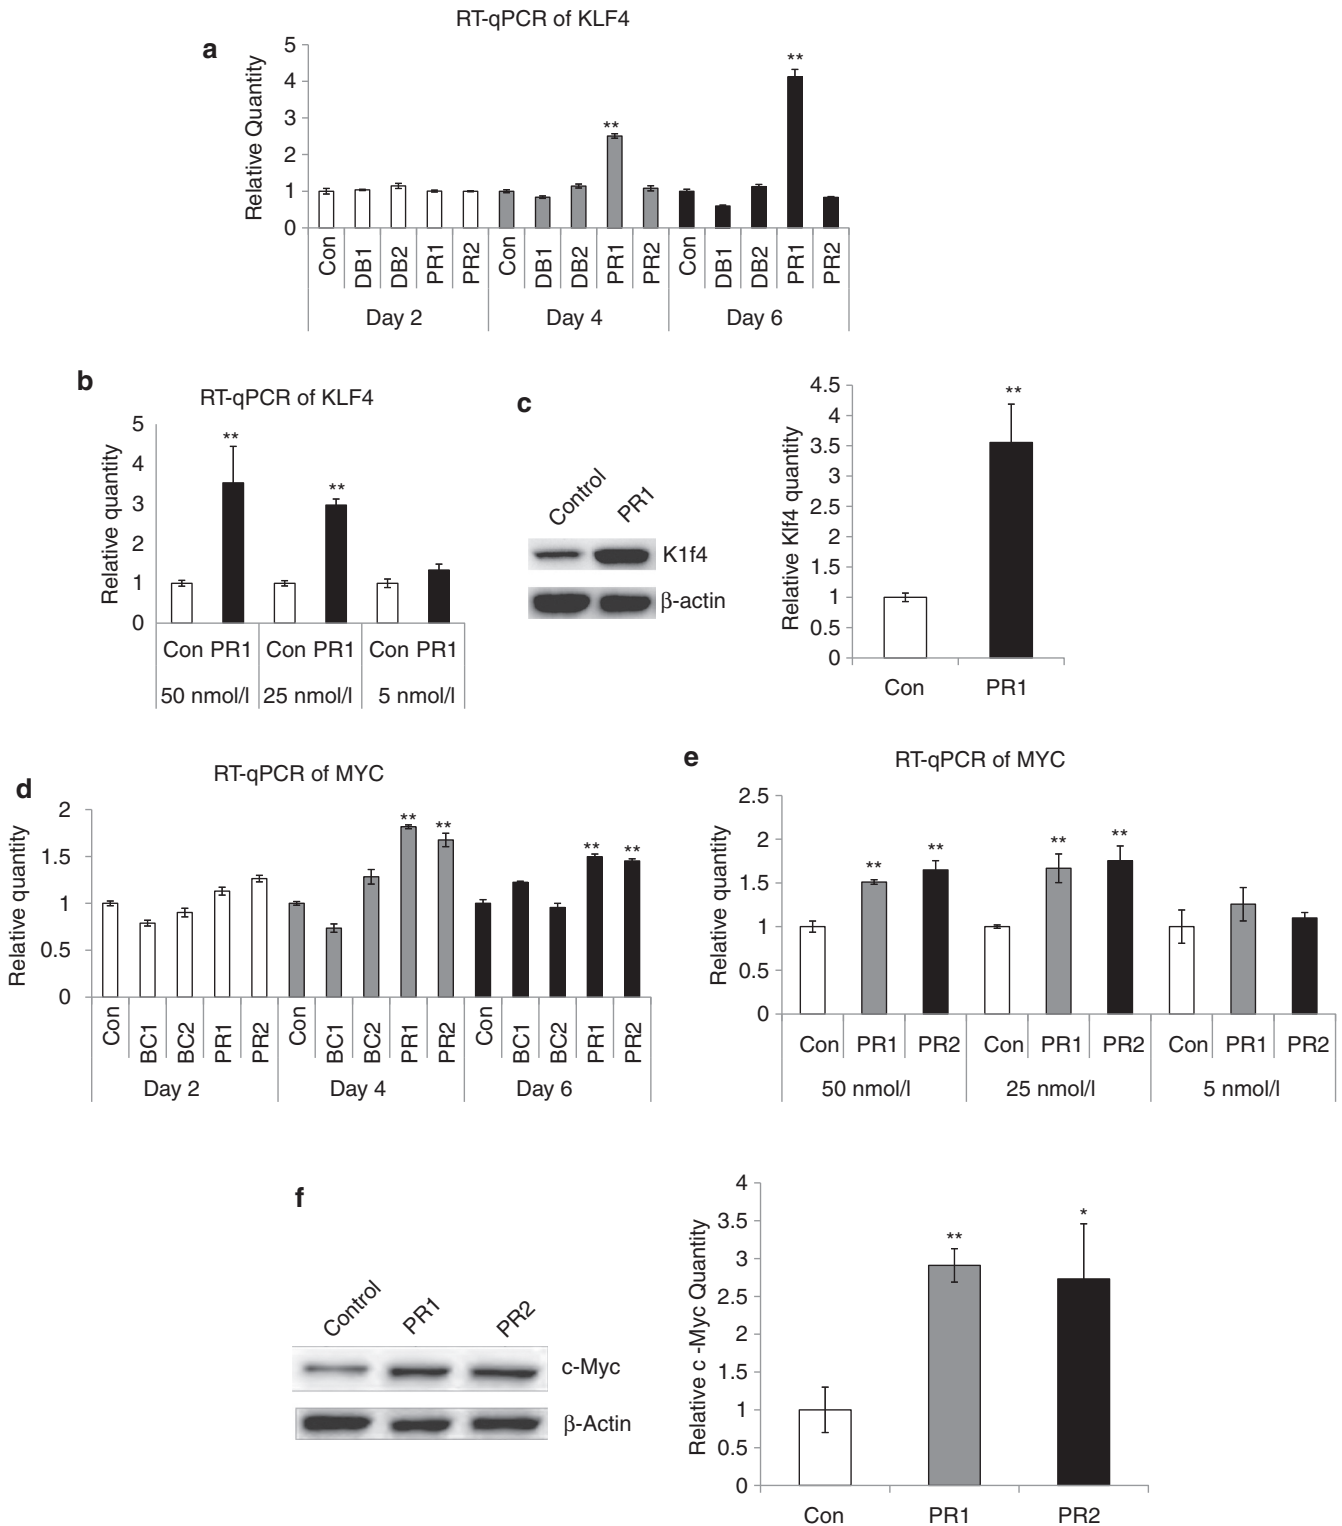 a
RT-qPCR of KLF4
Relative Quantity
5
4
3
2
1
0
** **
Con DB1 DB2 PR1 PR2 Con DB1 DB2 PR1 PR2 Con DB1 DB2 PR1 PR2
Day 2 Day 4 Day 6
b
RT-qPCR of KLF4
Relative quantity
5
4
3
2
1
0
** **
Con PR1 Con PR1 Con PR1
50 nmol/l 25 nmol/l 5 nmol/l
c
Control PR1
K1f4
β-actin
Relative Klf4 quantity
4.5
4
3.5
3
2.5
2
1.5
1
0.5
0
**
Con PR1
d
RT-qPCR of MYC
Relative quantity
2
1.5
1
0.5
0
** ** ** **
Con BC1 BC2 PR1 PR2 Con BC1 BC2 PR1 PR2 Con BC1 BC2 PR1 PR2
Day 2 Day 4 Day 6
e
RT-qPCR of MYC
Relative quantity
2.5
2
1.5
1
0.5
0
** ** ** **
Con PR1 PR2 Con PR1 PR2 Con PR1 PR2
50 nmol/l 25 nmol/l 5 nmol/l
f
Control PR1 PR2
c-Myc
β-Actin
Relative c -Myc Quantity
4
3.5
3
2.5
2
1.5
1
0.5
0
** *
Con PR1 PR2